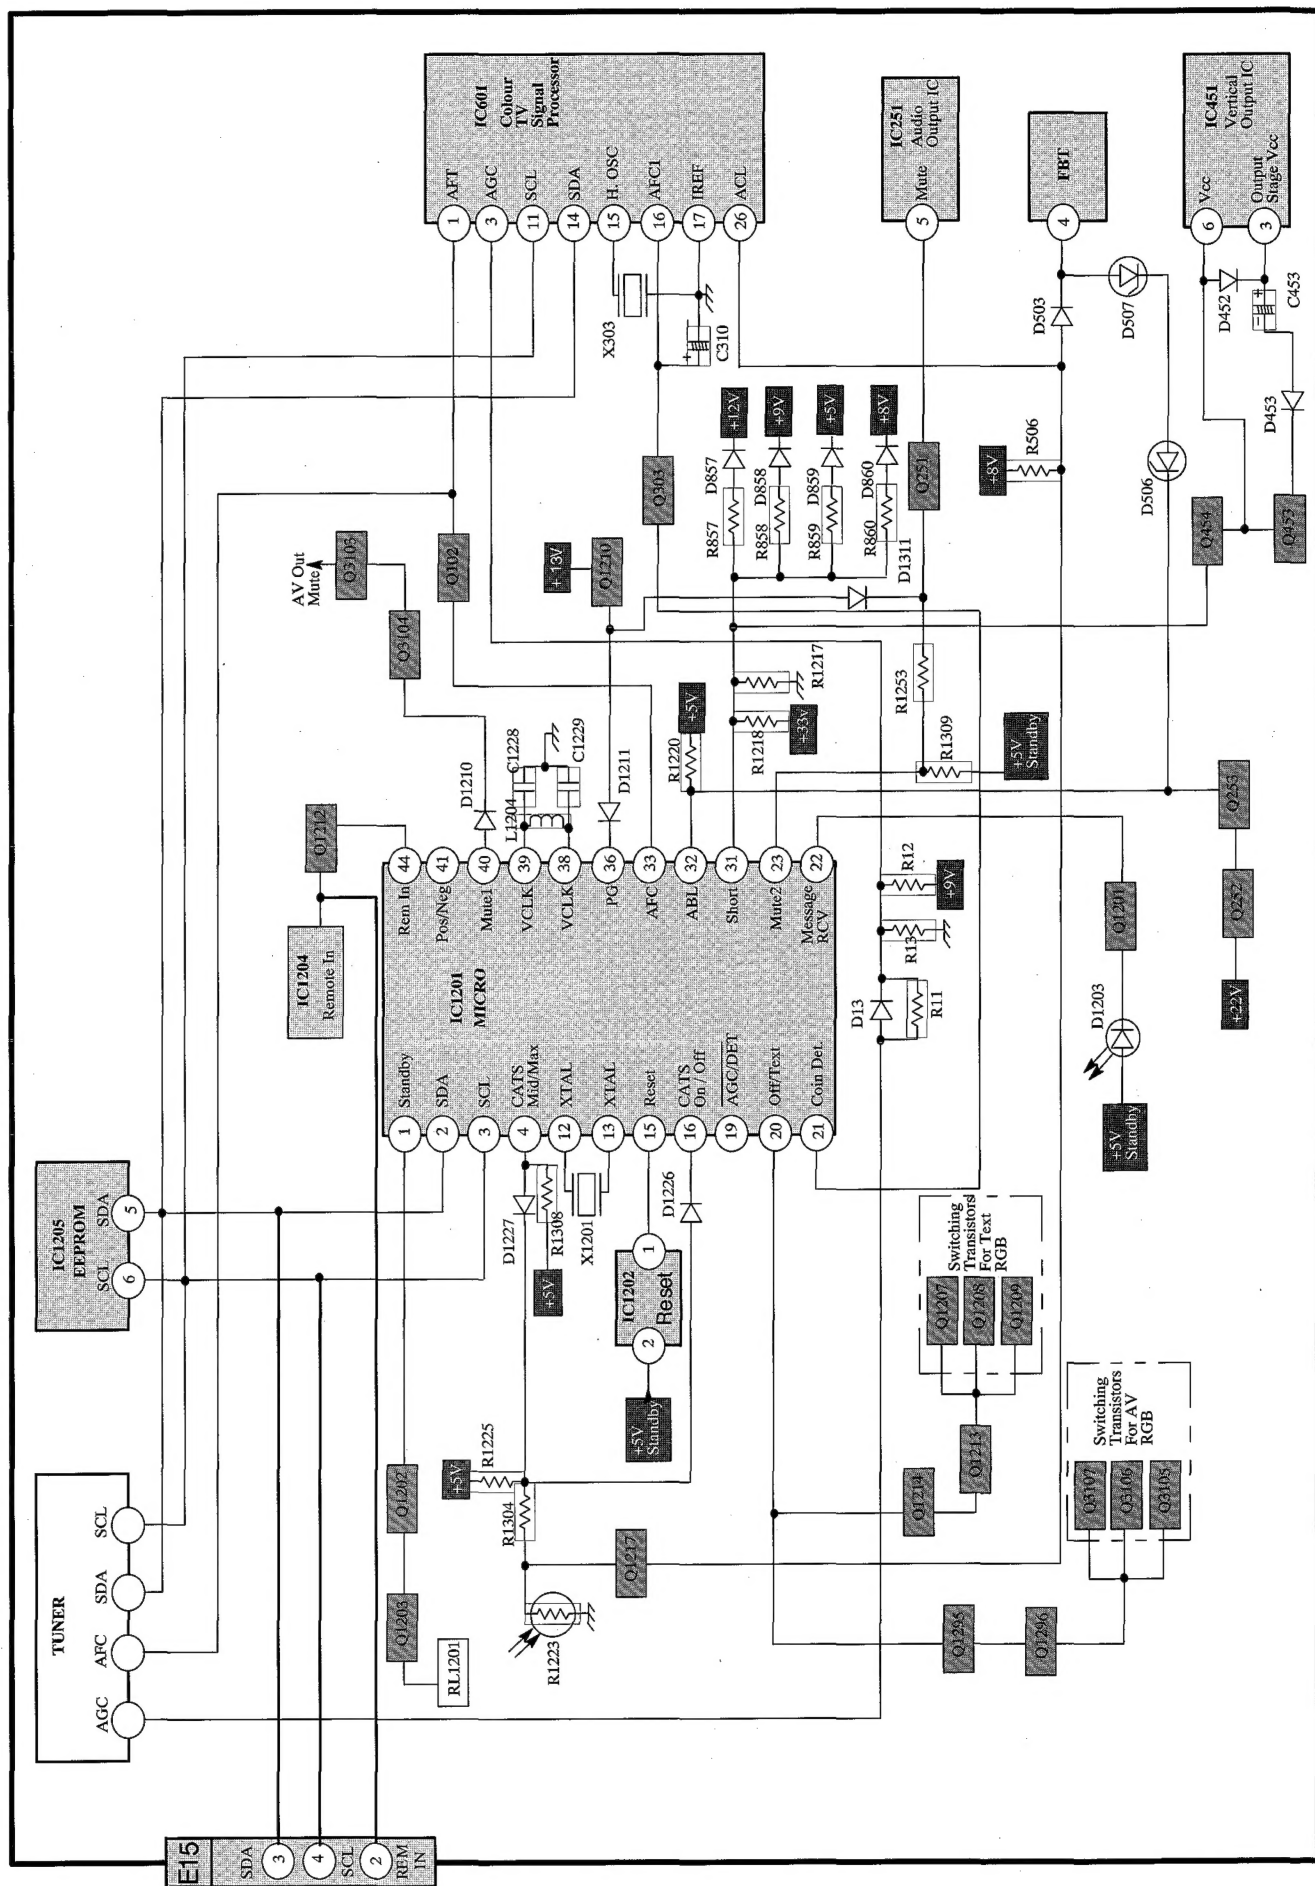 E15
SDA
3
4
SCL
2
REM
IN
TUNER
AGC
AFC
SDA
SCL
IC1205
EEPROM
SCL
SDA
6
5
IC1204
Remote In
Q1212
RL1201
Q1203
Q1202
IC1201
MICRO
1
Standby
2
SDA
3
SCL
4
CATS
Mid/Max
12
XTAL
13
XTAL
15
Reset
16
CATS
On / Off
19
AGC/DET
20
Off/Text
21
Coin Det.
44
Rem In
41
Pos/Neg
40
Mute1
39
VCLK
38
VCLK
36
PG
33
AFC
32
ABL
31
Short
23
Mute2
22
Message
RCV
D1227
R1308
+5V
X1201
IC1202
Reset
1
2
+5V
Standby
D1226
+5V
R1225
R1304
R1223
Q1217
D1210
Q3104
Q3105
AV Out
Mute
L1204
C1228
C1229
D1211
+13V
Q1210
Q102
IC601
Colour
TV
Signal
Processor
1
AFT
3
AGC
11
SCL
14
SDA
15
H. OSC
16
AFC1
17
IREF
26
ACL
X303
C310
Q303
R857
D857
+12V
R858
D858
+9V
R859
D859
+5V
R860
D860
+8V
D1311
Q251
IC251
Audio
Output IC
5
Mute
R1220
+5V
R1218
+33v
R1217
R1253
R1309
+5V
Standby
+8V
R506
D503
FBT
4
D507
D506
IC451
Vertical
Output IC
6
Vcc
3
Output
Stage Vcc
D452
C453
D453
Q454
Q453
D13
R11
R13
R12
+9V
Q1201
D1203
+5V
Standby
Q253
Q252
+22V
Switching
Transistors
For Text
RGB
Q1207
Q1208
Q1209
Q1213
Q1214
Switching
Transistors
For AV
RGB
Q3107
Q3106
Q3105
Q1295
Q1296